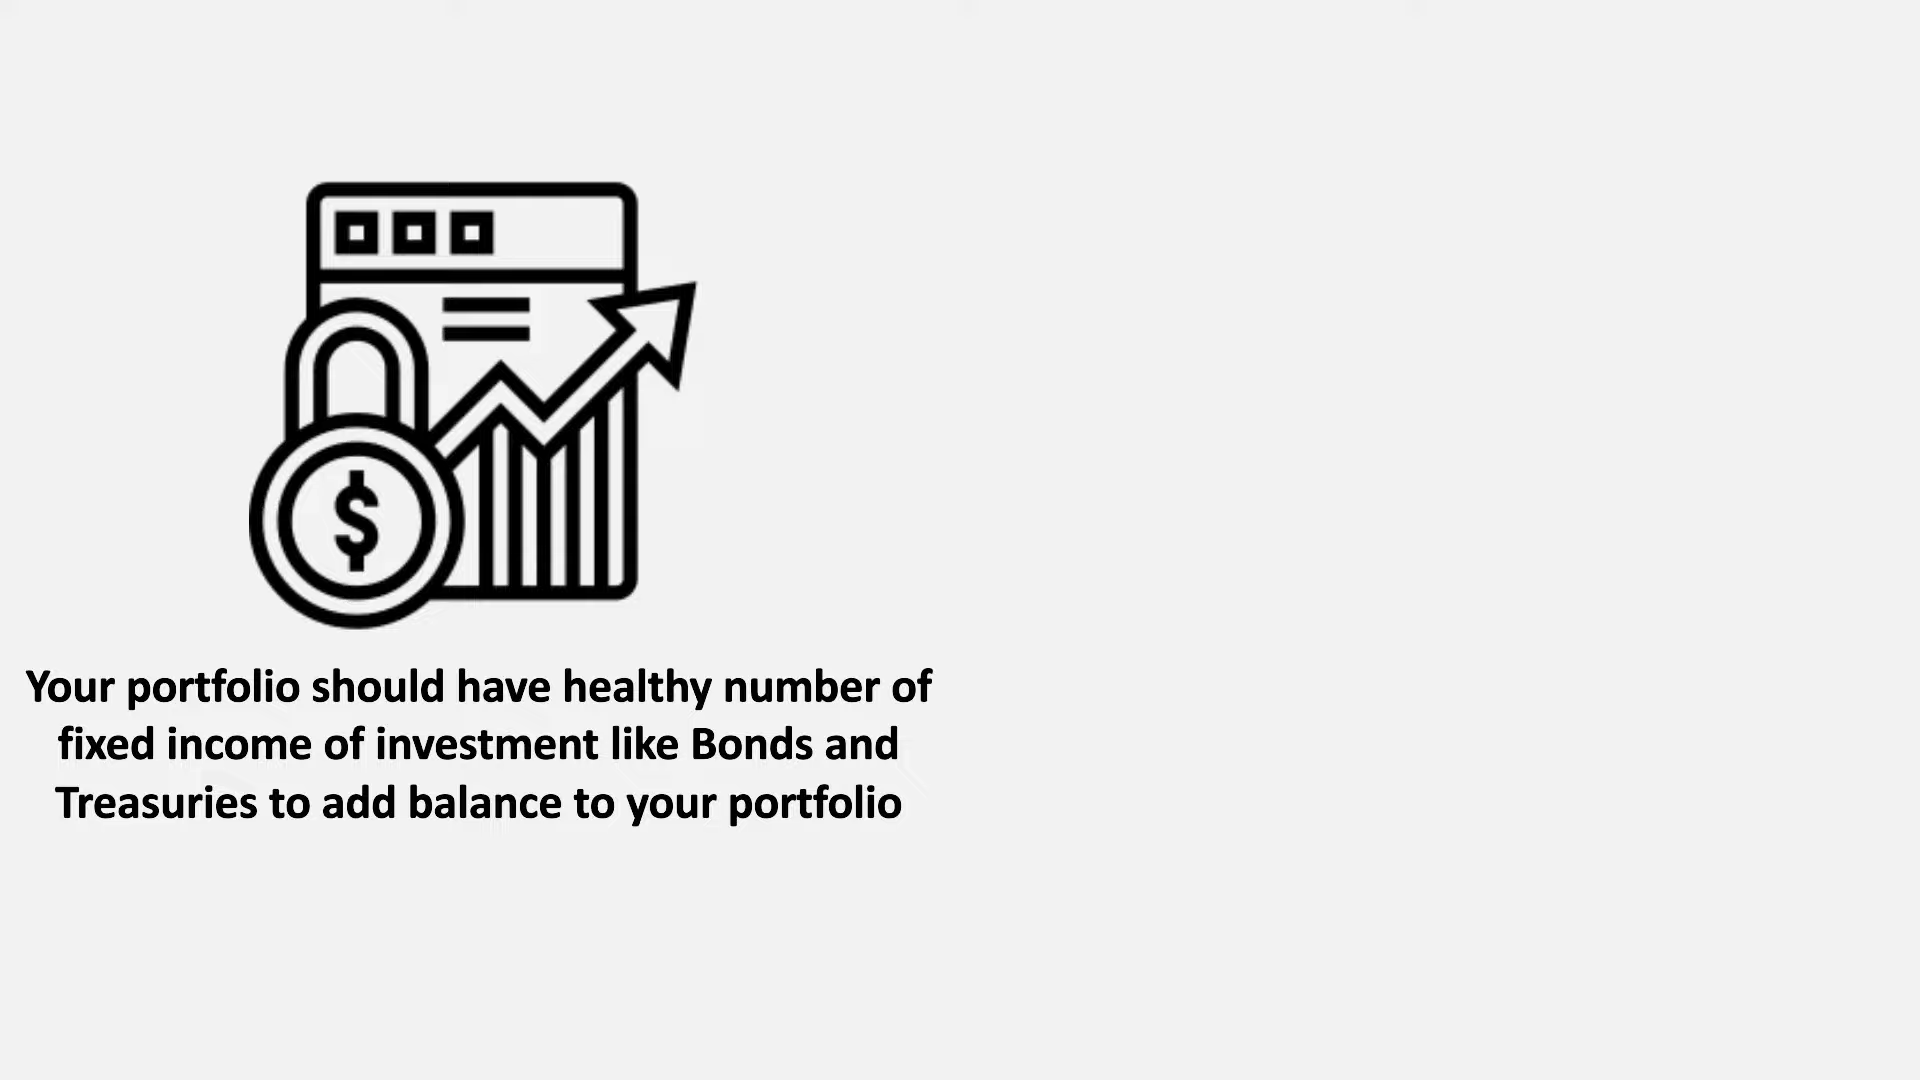 $
Your portfolio should have healthy number of
fixed income of investment like Bonds and
Treasuries to add balance to your portfolio